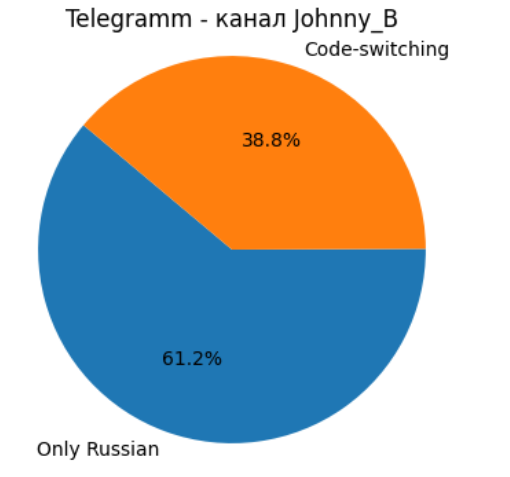 Telegramm - канал Johnny_B
Code-switching
38.8%
61.2%
Only Russian